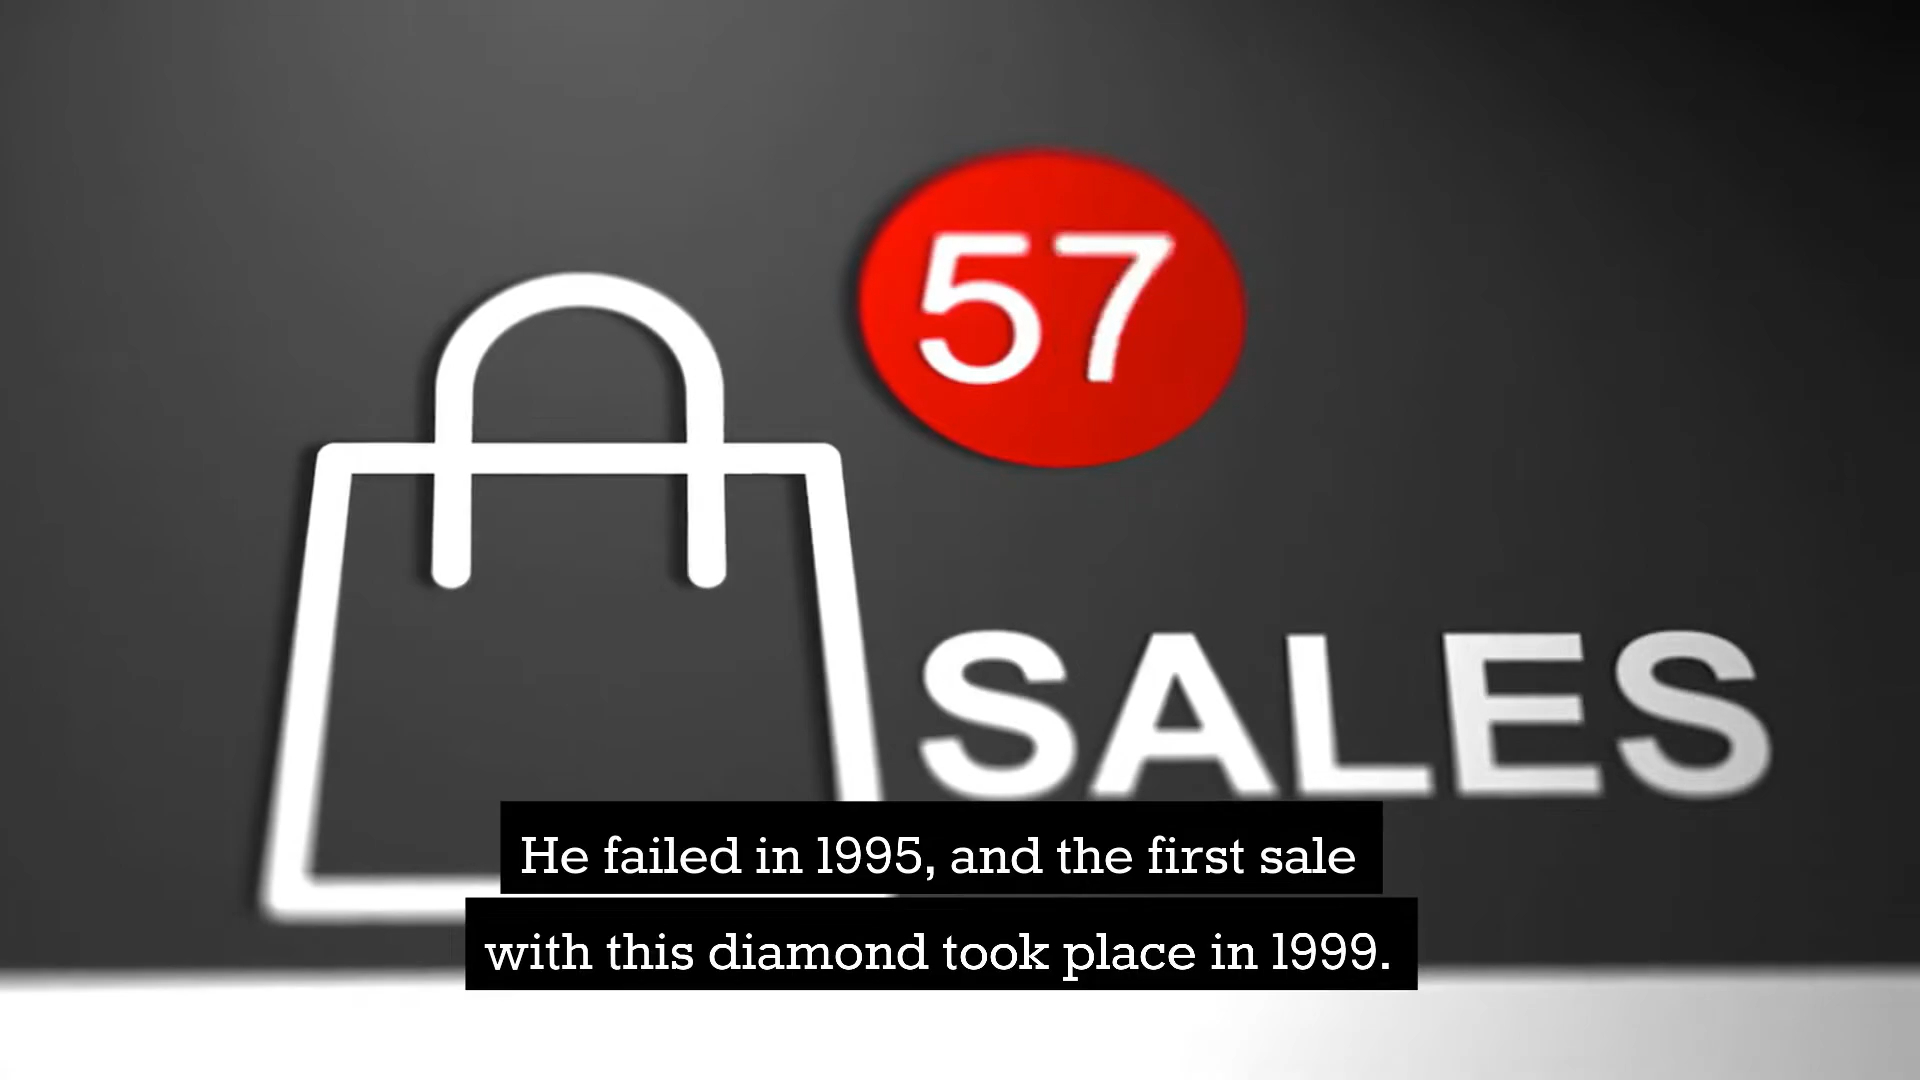 57
SALES
He failed in 1995, and the first sale
with this diamond took place in 1999.